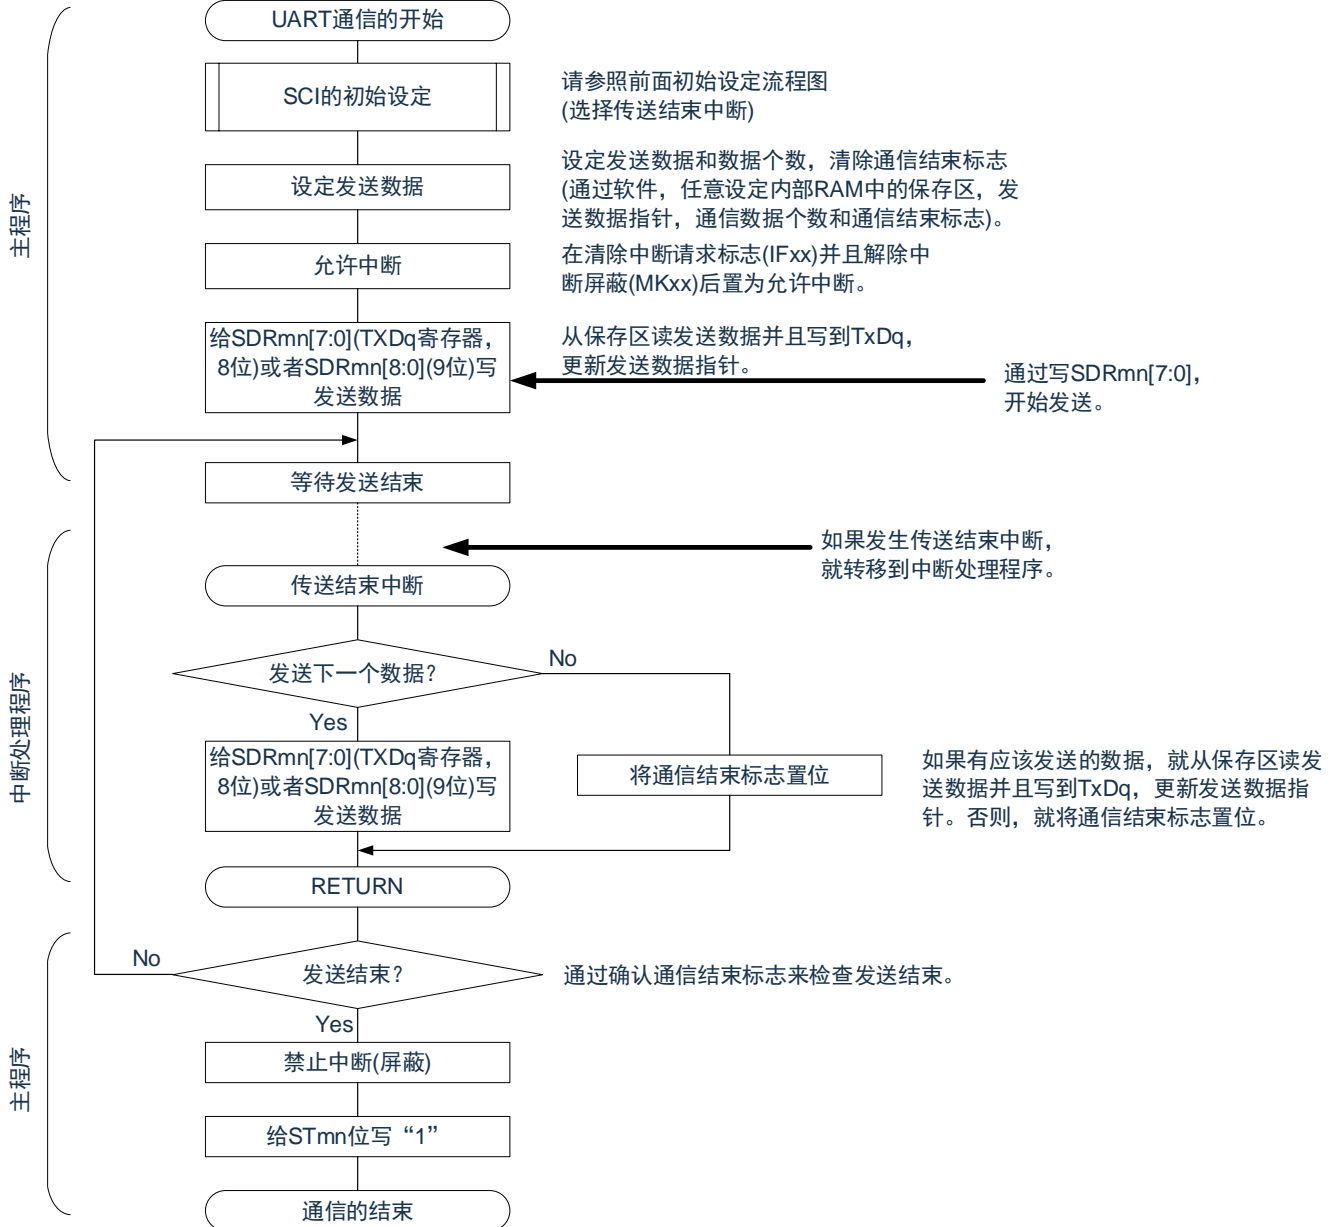 UART通信的开始
SCI的初始设定
请参照前面初始设定流程图
(选择传送结束中断)
设定发送数据
设定发送数据和数据个数，清除通信结束标志
(通过软件，任意设定内部RAM中的保存区，发
送数据指针，通信数据个数和通信结束标志)。
主程序
允许中断
在清除中断请求标志(IFxx)并且解除中
断屏蔽(MKxx)后置为允许中断。
给SDRmn[7:0](TXDq寄存器，
8位)或者SDRmn[8:0](9位)写
发送数据
从保存区读发送数据并且写到TxDq，
更新发送数据指针。
通过写SDRmn[7:0]，
开始发送。
等待发送结束
如果发生传送结束中断，
就转移到中断处理程序。
传送结束中断
发送下一个数据？
No
Yes
中断处理程序
给SDRmn[7:0](TXDq寄存器，
8位)或者SDRmn[8:0](9位)写
发送数据
将通信结束标志置位
如果有应该发送的数据，就从保存区读发
送数据并且写到TxDq，更新发送数据指
针。否则，就将通信结束标志置位。
RETURN
No
发送结束？
通过确认通信结束标志来检查发送结束。
Yes
主程序
禁止中断(屏蔽)
给STmn位写“1”
通信的结束